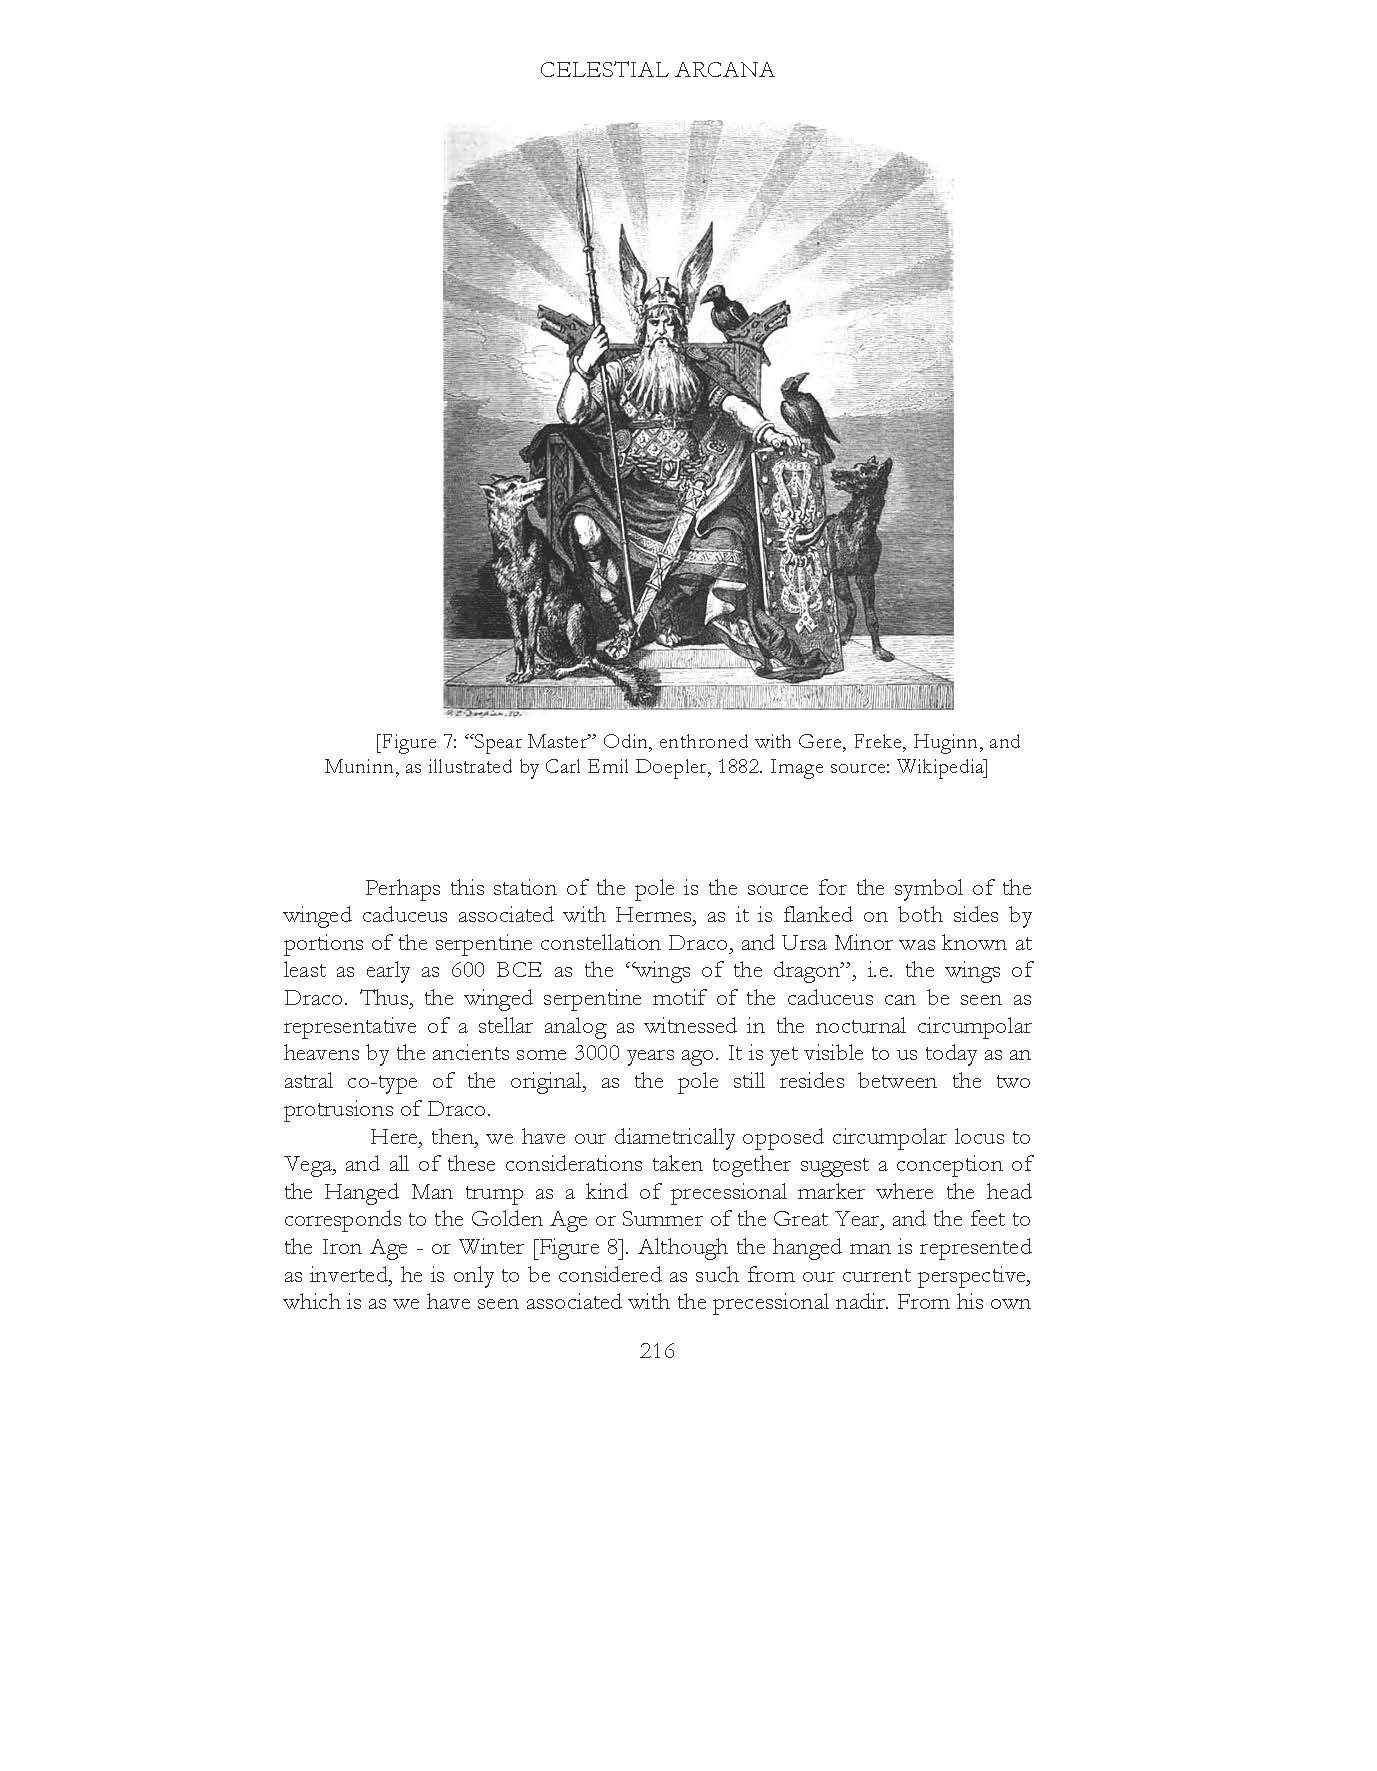 CELESTIAL ARCANA
[Figure 7: “Spear Master” Odin, enthroned with Gere, Freke, Huginn, and
Muninn, as illustrated by Carl Emil Doepler, 1882. Image source: Wikipedia]
Perhaps this station of the pole is the source for the symbol of the
winged caduceus associated with Hermes, as it is flanked on both sides by
portions of the serpentine constellation Draco, and Ursa Minor was known at
least as early as 600 BCE as the “wings of the dragon”, i.e. the wings of
Draco. Thus, the winged serpentine motif of the caduceus can be seen as
representative of a stellar analog as witnessed in the nocturnal circumpolar
heavens by the ancients some 3000 years ago. It is yet visible to us today as an
astral co-type of the original, as the pole still resides between the two
protrusions of Draco.
Here, then, we have our diametrically opposed circumpolar locus to
Vega, and all of these considerations taken together suggest a conception of
the Hanged Man trump as a kind of precessional marker where the head
corresponds to the Golden Age or Summer of the Great Year, and the feet to
the Iron Age - or Winter [Figure 8]. Although the hanged man is represented
as inverted, he is only to be considered as such from our current perspective,
which is as we have seen associated with the precessional nadir. From his own
216